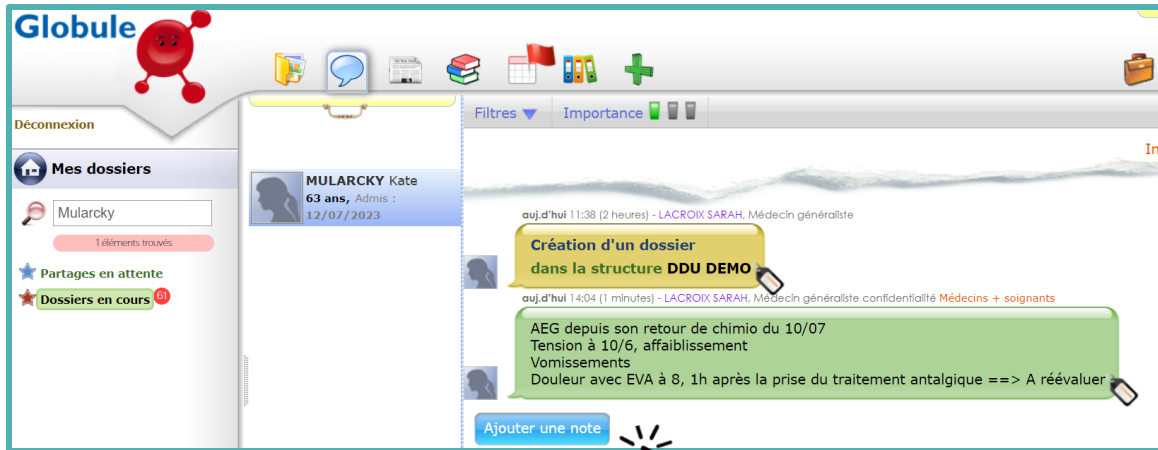 Globule
Déconnexion
Mes dossiers
Mularcky
1 éléments trouvés
Partages en attente
Dossiers en cours 61
MULARCKY Kate
63 ans, Admis :
12/07/2023
Filtres Importance
In
auj.d'hui 11:38 (2 heures) - LACROIX SARAH, Médecin généraliste
Création d'un dossier
dans la structure DDU DEMO
auj.d'hui 14:04 (1 minutes) - LACROIX SARAH, Médecin généraliste confidentialité Médecins + soignants
AEG depuis son retour de chimio du 10/07
Tension à 10/6, affaiblissement
Vomissements
Douleur avec EVA à 8, 1h après la prise du traitement antalgique ==> A réévaluer
Ajouter une note